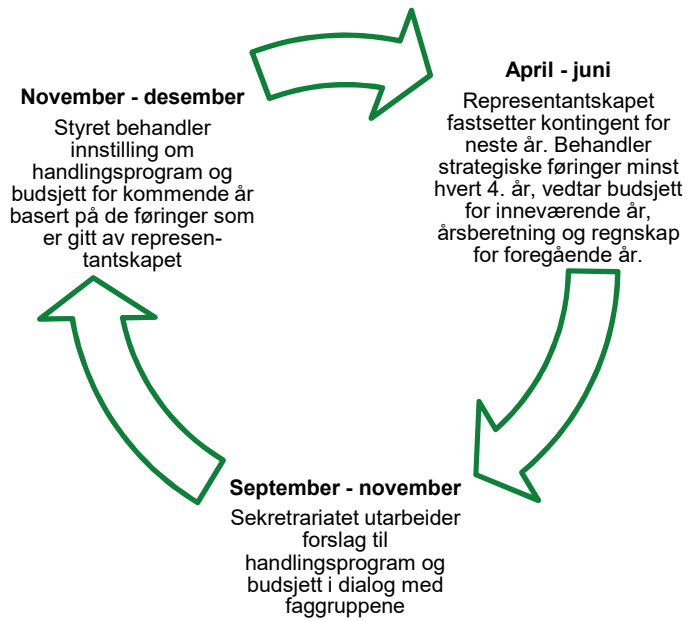 November - desember
Styret behandler
innstilling om
handlingsprogram og
budsjett for kommende år
basert på de føringer som
er gitt av represen-
tantskapet
April - juni
Representantskapet
fastsetter kontingent for
neste år. Behandler
strategiske føringer minst
hvert 4. år, vedtar budsjett
for inneværende år,
årsberetning og regnskap
for foregående år.
September - november
Sekretrariatet utarbeider
forslag til
handlingsprogram og
budsjett i dialog med
faggruppene